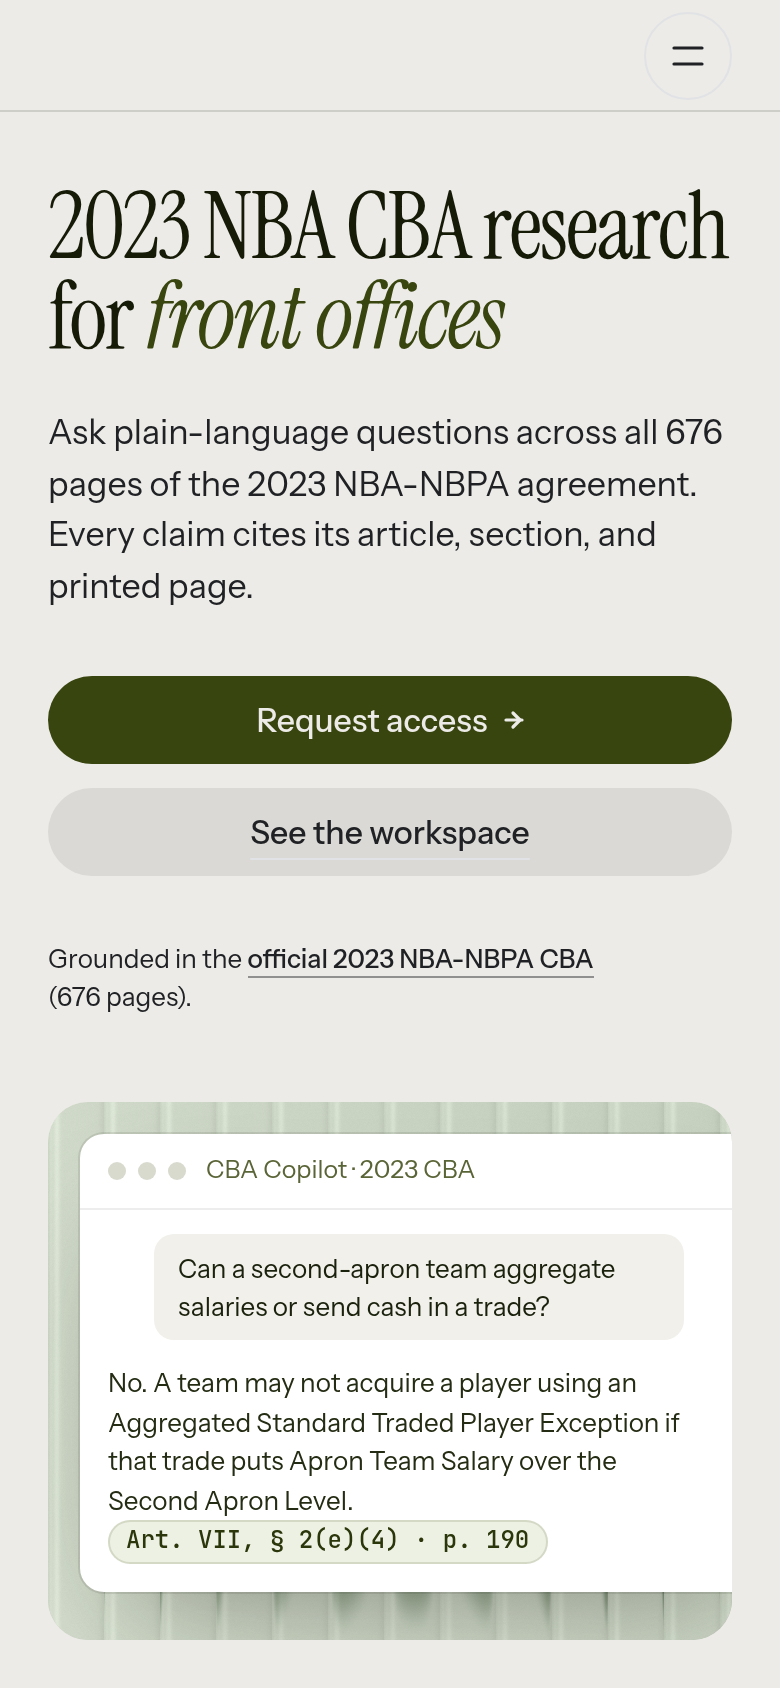 2023 NBA CBA research
for front offices
Ask plain-language questions across all 676
pages of the 2023 NBA-NBPA agreement.
Every claim cites its article, section, and
printed page.
Request access →
See the workspace
Grounded in the official 2023 NBA-NBPA CBA
(676 pages).
CBA Copilot · 2023 CBA
Can a second-apron team aggregate
salaries or send cash in a trade?
No. A team may not acquire a player using an
Aggregated Standard Traded Player Exception if
that trade puts Apron Team Salary over the
Second Apron Level.
Art. VII, § 2(e)(4) · p. 190